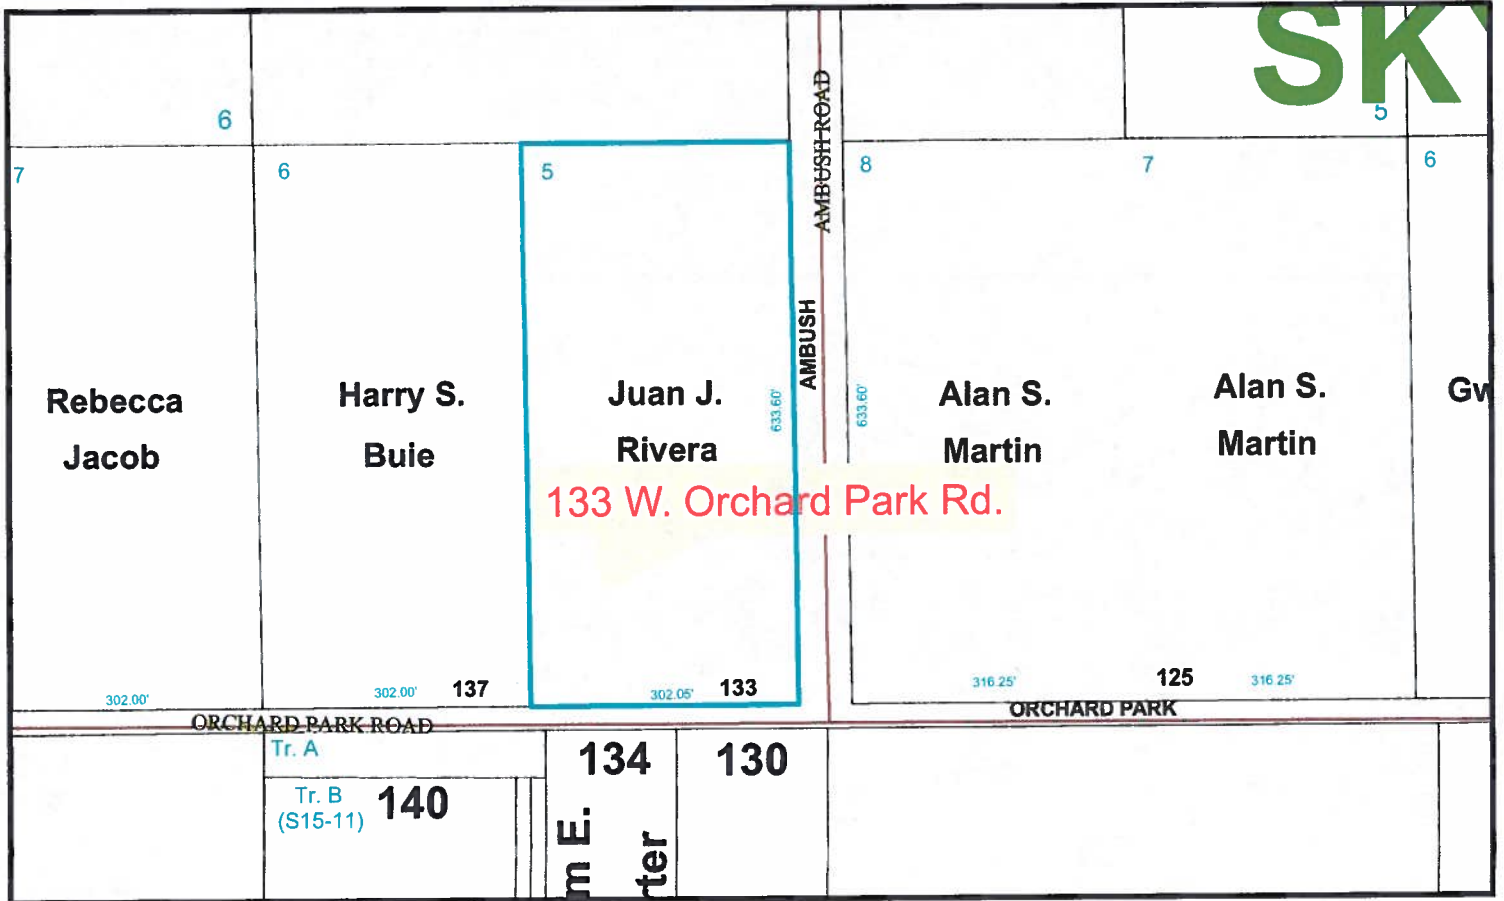 SK
6
5
AMBUSH ROAD
7
6
5
8
7
6
AMBUSH
633.60'
633.60'
Rebecca
Jacob
Harry S.
Buie
Juan J.
Rivera
Alan S.
Martin
Alan S.
Martin
Gw
133 W. Orchard Park Rd.
302.00'
302.00'
137
302.05'
133
316.25'
125
316.25'
ORCHARD PARK ROAD
ORCHARD PARK
Tr. A
Tr. B
(S15-11)
140
134
130
m E.
rter